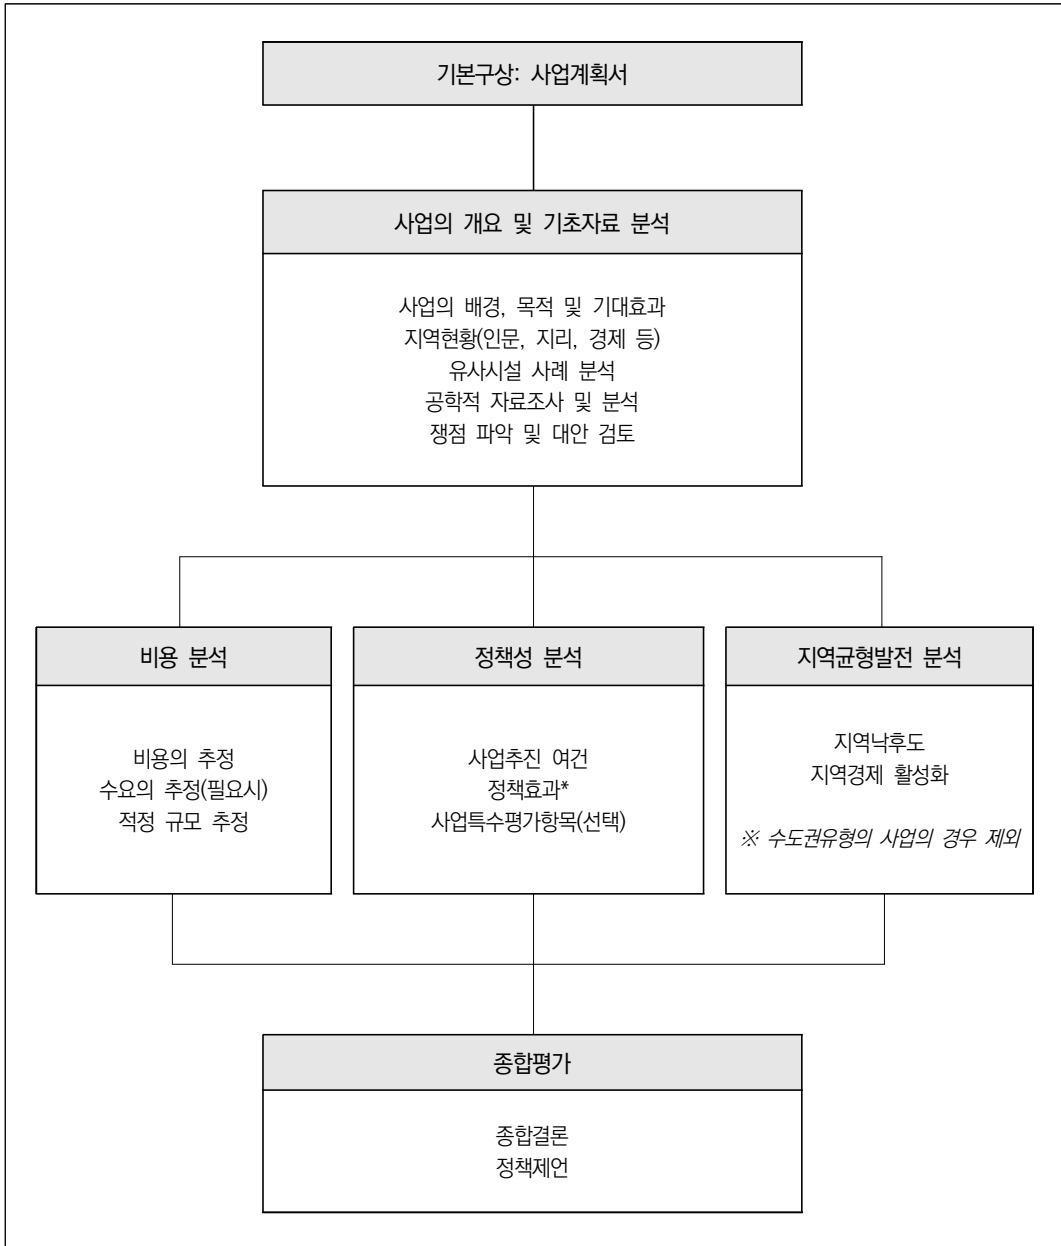 기본구상: 사업계획서
사업의 개요 및 기초자료 분석
사업의 배경, 목적 및 기대효과
지역현황(인문, 지리, 경제 등)
유사시설 사례 분석
공학적 자료조사 및 분석
쟁점 파악 및 대안 검토
비용 분석
비용의 추정
수요의 추정(필요시)
적정 규모 추정
정책성 분석
사업추진 여건
정책효과*
사업특수평가항목(선택)
지역균형발전 분석
지역낙후도
지역경제 활성화
※ 수도권유형의 사업의 경우 제외
종합평가
종합결론
정책제언